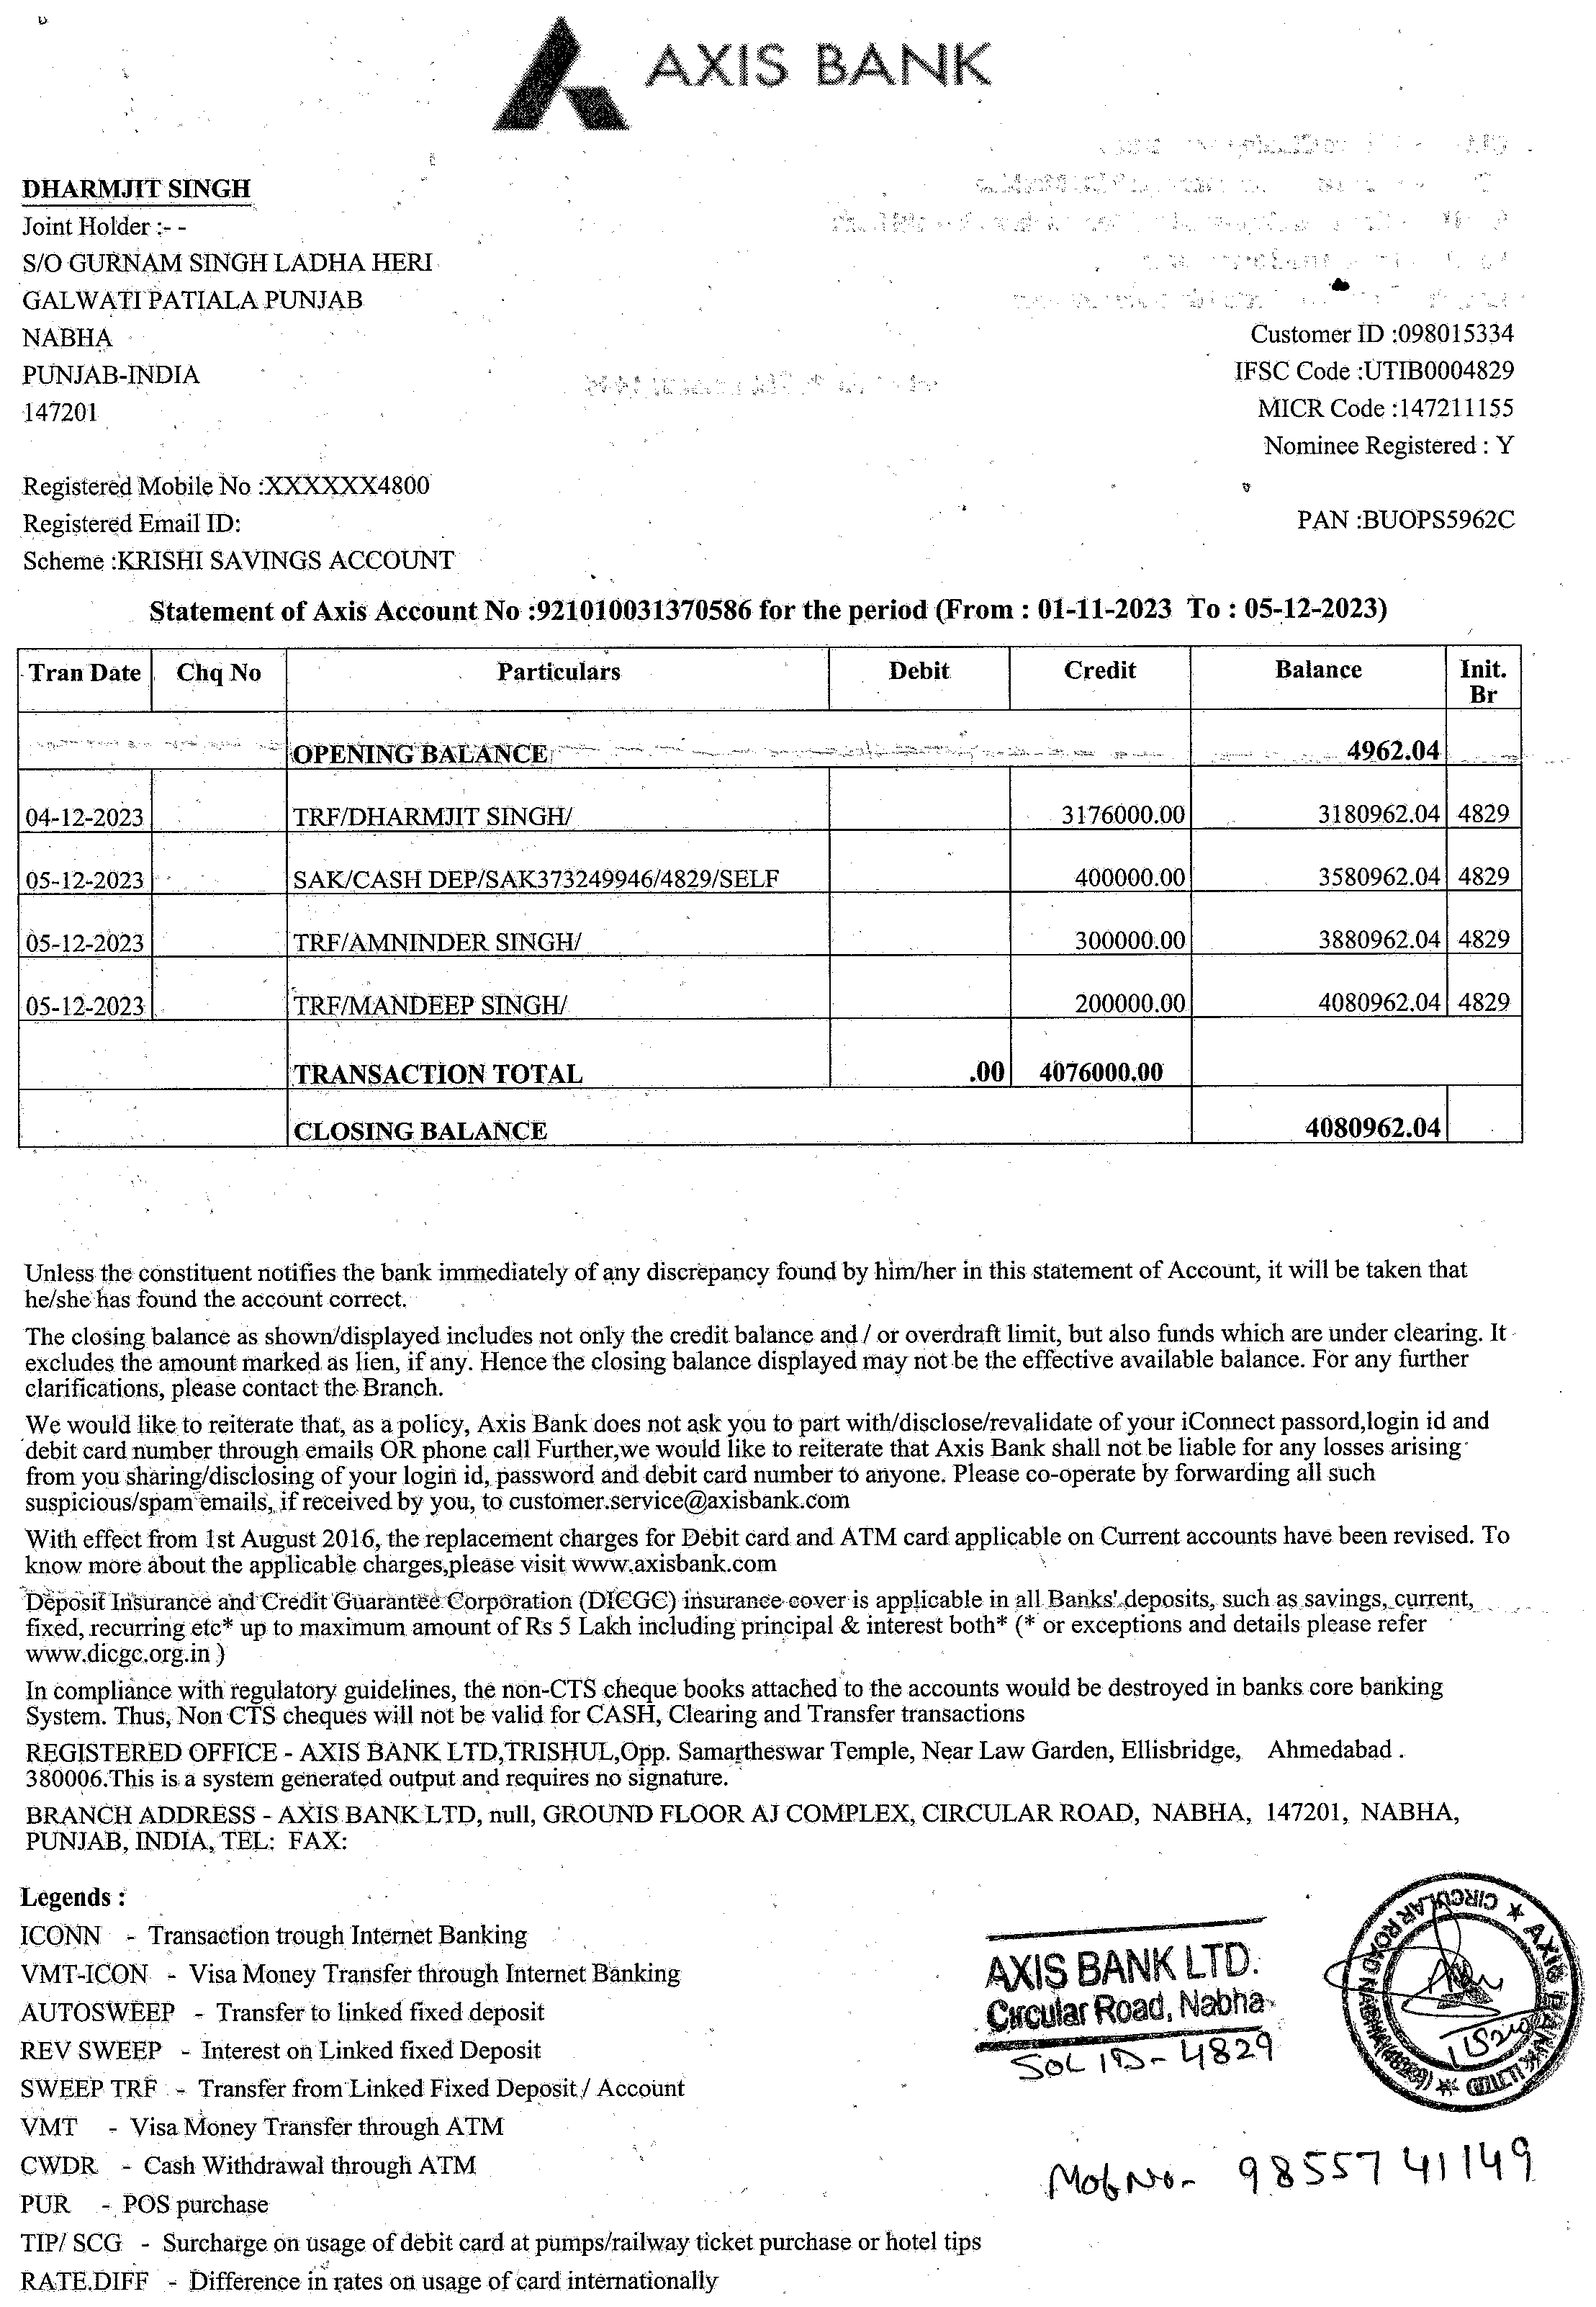 AXIS BANK
DHARMJIT SINGH
Joint Holder :- -
S/O GURNAM SINGH LADHA HERI
GALWATI PATIALA PUNJAB
NABHA
PUNJAB-INDIA
147201
Customer ID :098015334
IFSC Code :UTIB0004829
MICR Code :147211155
Nominee Registered : Y
Registered Mobile No :XXXXXX4800
Registered Email ID:
PAN :BUOPS5962C
Scheme :KRISHI SAVINGS ACCOUNT
Statement of Axis Account No :921010031370586 for the period (From : 01-11-2023 To : 05-12-2023)
Tran Date Chq No Particulars Debit Credit Balance Init. Br
OPENING BALANCE 4962.04
04-12-2023 TRF/DHARMJIT SINGH/ 3176000.00 3180962.04 4829
05-12-2023 SAK/CASH DEP/SAK373249946/4829/SELF 400000.00 3580962.04 4829
05-12-2023 TRF/AMNINDER SINGH/ 300000.00 3880962.04 4829
05-12-2023 TRF/MANDEEP SINGH/ 200000.00 4080962.04 4829
TRANSACTION TOTAL .00 4076000.00
CLOSING BALANCE 4080962.04
Unless the constituent notifies the bank immediately of any discrepancy found by him/her in this statement of Account, it will be taken that
he/she has found the account correct.
The closing balance as shown/displayed includes not only the credit balance and / or overdraft limit, but also funds which are under clearing. It
excludes the amount marked as lien, if any. Hence the closing balance displayed may not be the effective available balance. For any further
clarifications, please contact the Branch.
We would like to reiterate that, as a policy, Axis Bank does not ask you to part with/disclose/revalidate of your iConnect passord,login id and
debit card number through emails OR phone call Further,we would like to reiterate that Axis Bank shall not be liable for any losses arising
from you sharing/disclosing of your login id, password and debit card number to anyone. Please co-operate by forwarding all such
suspicious/spam emails, if received by you, to customer.service@axisbank.com
With effect from 1st August 2016, the replacement charges for Debit card and ATM card applicable on Current accounts have been revised. To
know more about the applicable charges,please visit www.axisbank.com
Deposit Insurance and Credit Guarantee Corporation (DICGC) insurance cover is applicable in all Banks' deposits, such as savings, current,
fixed, recurring etc* up to maximum amount of Rs 5 Lakh including principal & interest both* (* or exceptions and details please refer
www.dicgc.org.in )
In compliance with regulatory guidelines, the non-CTS cheque books attached to the accounts would be destroyed in banks core banking
System. Thus, Non CTS cheques will not be valid for CASH, Clearing and Transfer transactions
REGISTERED OFFICE - AXIS BANK LTD,TRISHUL,Opp. Samartheswar Temple, Near Law Garden, Ellisbridge, Ahmedabad .
380006.This is a system generated output and requires no signature.
BRANCH ADDRESS - AXIS BANK LTD, null, GROUND FLOOR AJ COMPLEX, CIRCULAR ROAD, NABHA, 147201, NABHA,
PUNJAB, INDIA, TEL: FAX:
Legends :
ICONN - Transaction trough Internet Banking
VMT-ICON - Visa Money Transfer through Internet Banking
AUTOSWEEP - Transfer to linked fixed deposit
REV SWEEP - Interest on Linked fixed Deposit
SWEEP TRF - Transfer from Linked Fixed Deposit / Account
VMT - Visa Money Transfer through ATM
CWDR - Cash Withdrawal through ATM
PUR - POS purchase
TIP/ SCG - Surcharge on usage of debit card at pumps/railway ticket purchase or hotel tips
RATE.DIFF - Difference in rates on usage of card internationally
AXIS BANK LTD.
Circular Road, Nabha
SOL ID- 4829
AXIS BANK LIMITED ★ CIRCULAR ROAD NABHA (4829) ★
Mob No- 98557 41149